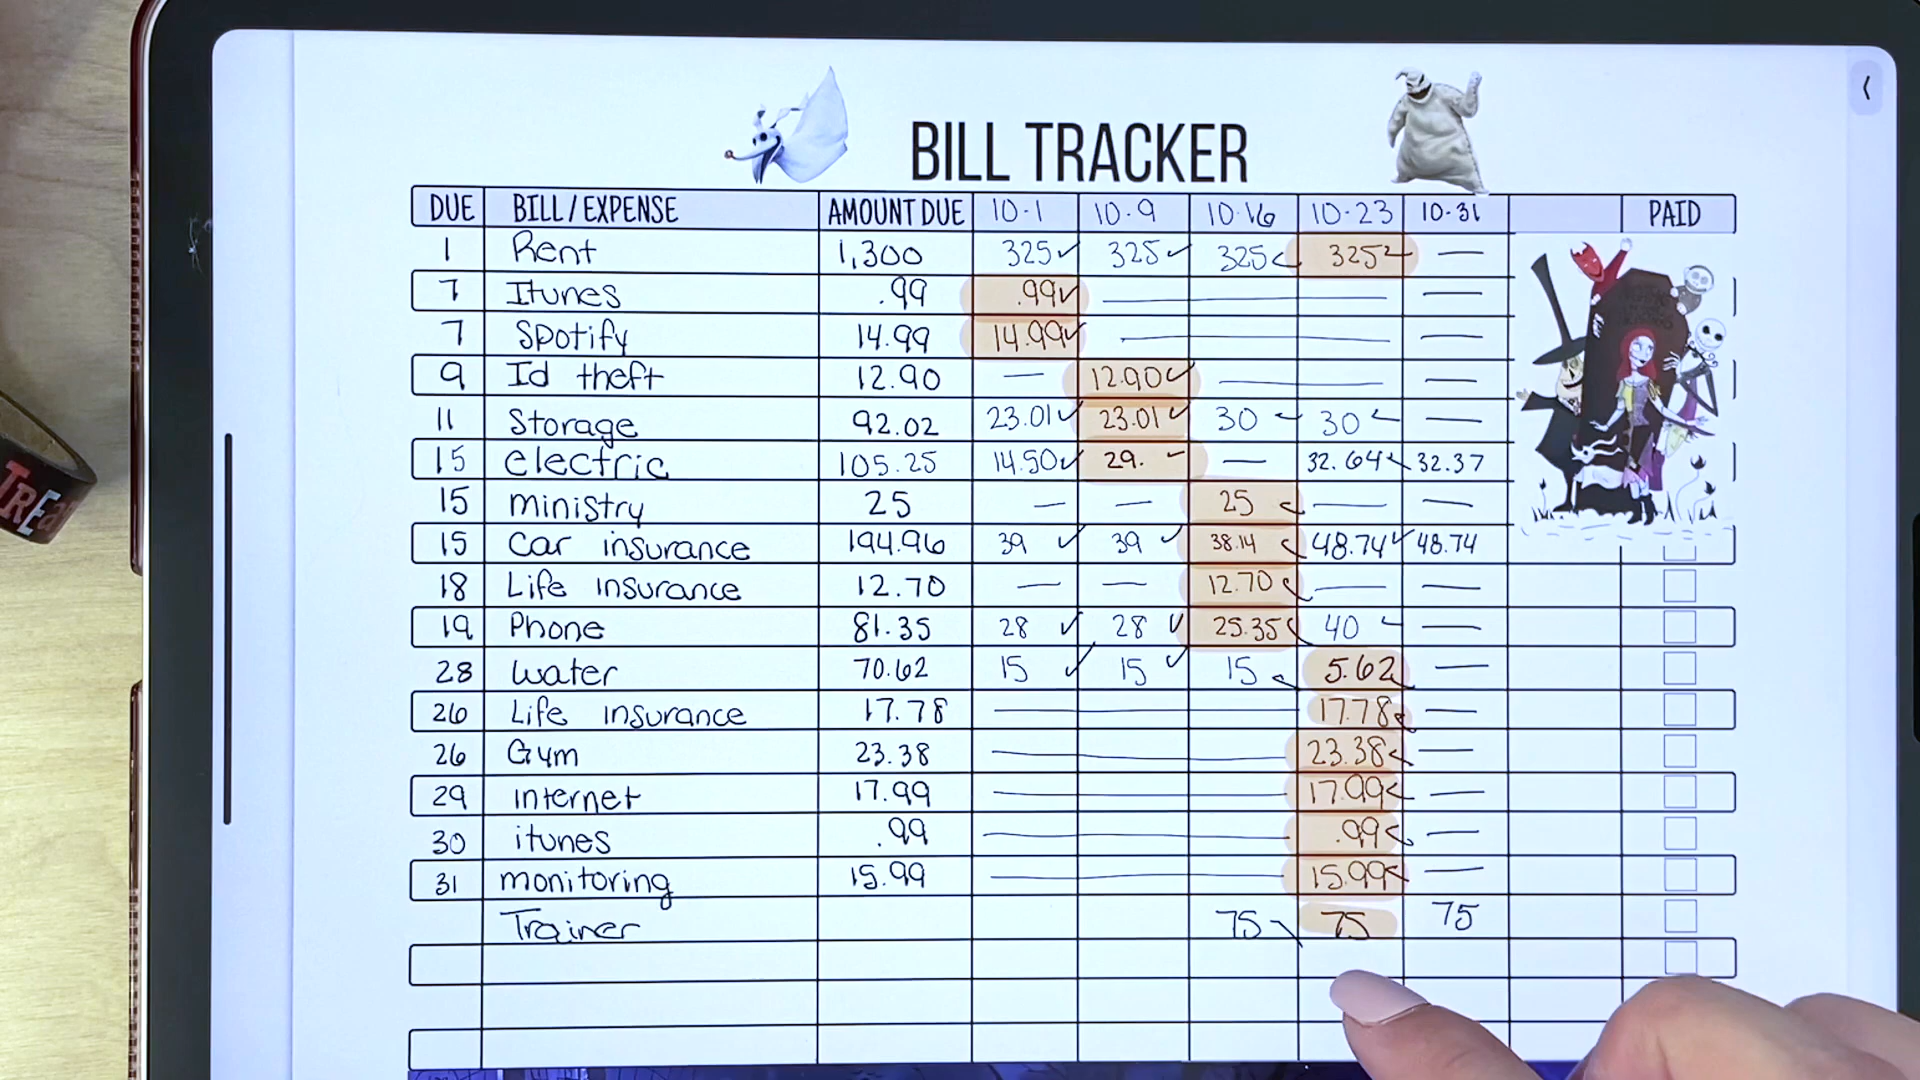 BILL TRACKER
DUE BILL/EXPENSE AMOUNT DUE 10-1 10-9 10-16 10-23 10-31 PAID
1 Rent 1,300 325✓ 325✓ 325✓ 325✓ —
7 Itunes .99 .99✓ — —
7 Spotify 14.99 14.99✓ — —
9 Id theft 12.90 — 12.90✓ — —
11 Storage 92.02 23.01✓ 23.01✓ 30✓ 30✓ —
15 electric 105.25 14.50✓ 29.✓ — 32.64✓ 32.37
15 ministry 25 — — 25✓ — —
15 Car insurance 194.96 39✓ 39✓ 38.14✓ 48.74✓ 48.74
18 Life insurance 12.70 — — 12.70✓ — —
19 Phone 81.35 28✓ 28✓ 25.35✓ 40✓ —
28 water 70.62 15✓ 15✓ 15✓ 5.62✓ —
26 Life insurance 17.78 — 17.78✓ —
26 Gym 23.38 — 23.38✓ —
29 internet 17.99 — 17.99✓ —
30 itunes .99 — .99✓ —
31 monitoring 15.99 — 15.99✓ —
Trainer 75✓ 75 75